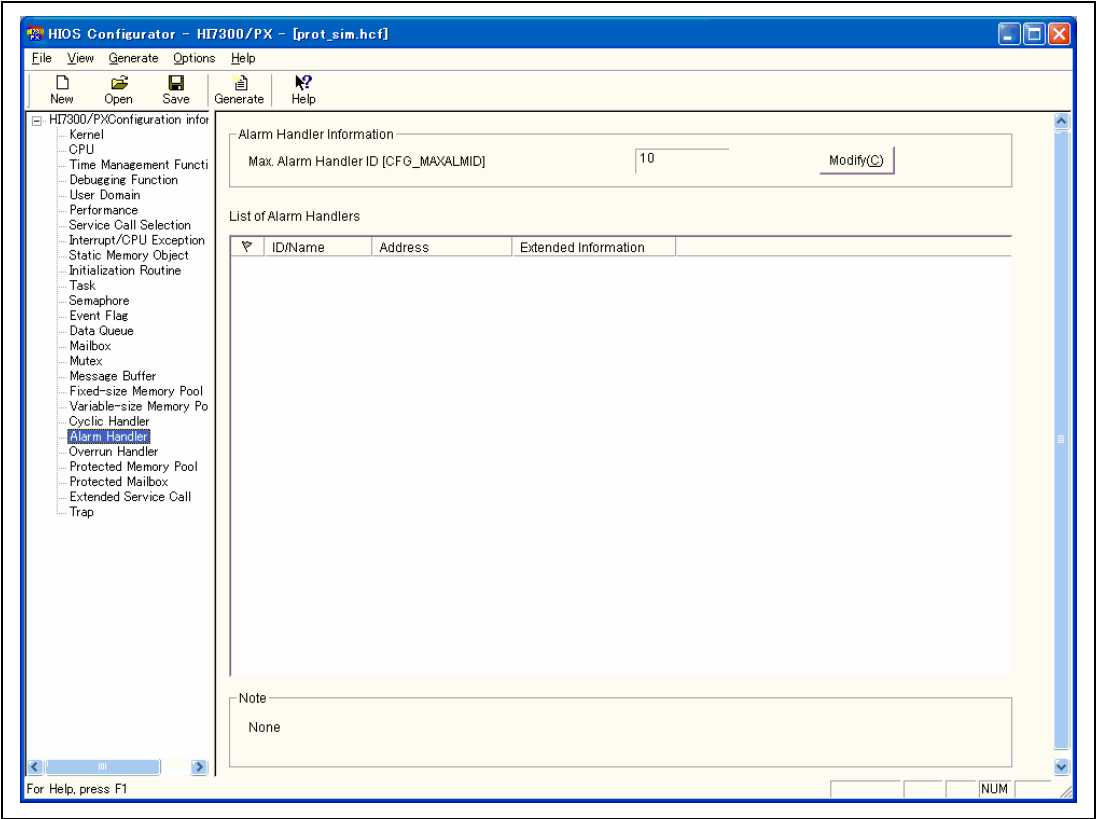 HIOS Configurator - HI7300/PX - [prot_sim.hcf]
File View Generate Options Help
New Open Save Generate Help
HI7300/PXConfiguration infor
Kernel
CPU
Time Management Functi
Debugging Function
User Domain
Performance
Service Call Selection
Interrupt/CPU Exception
Static Memory Object
Initialization Routine
Task
Semaphore
Event Flag
Data Queue
Mailbox
Mutex
Message Buffer
Fixed-size Memory Pool
Variable-size Memory Po
Cyclic Handler
Alarm Handler
Overrun Handler
Protected Memory Pool
Protected Mailbox
Extended Service Call
Trap
Alarm Handler Information
Max. Alarm Handler ID [CFG_MAXALMID] 10 Modify(C)
List of Alarm Handlers
ID/Name Address Extended Information
Note
None
For Help, press F1 NUM